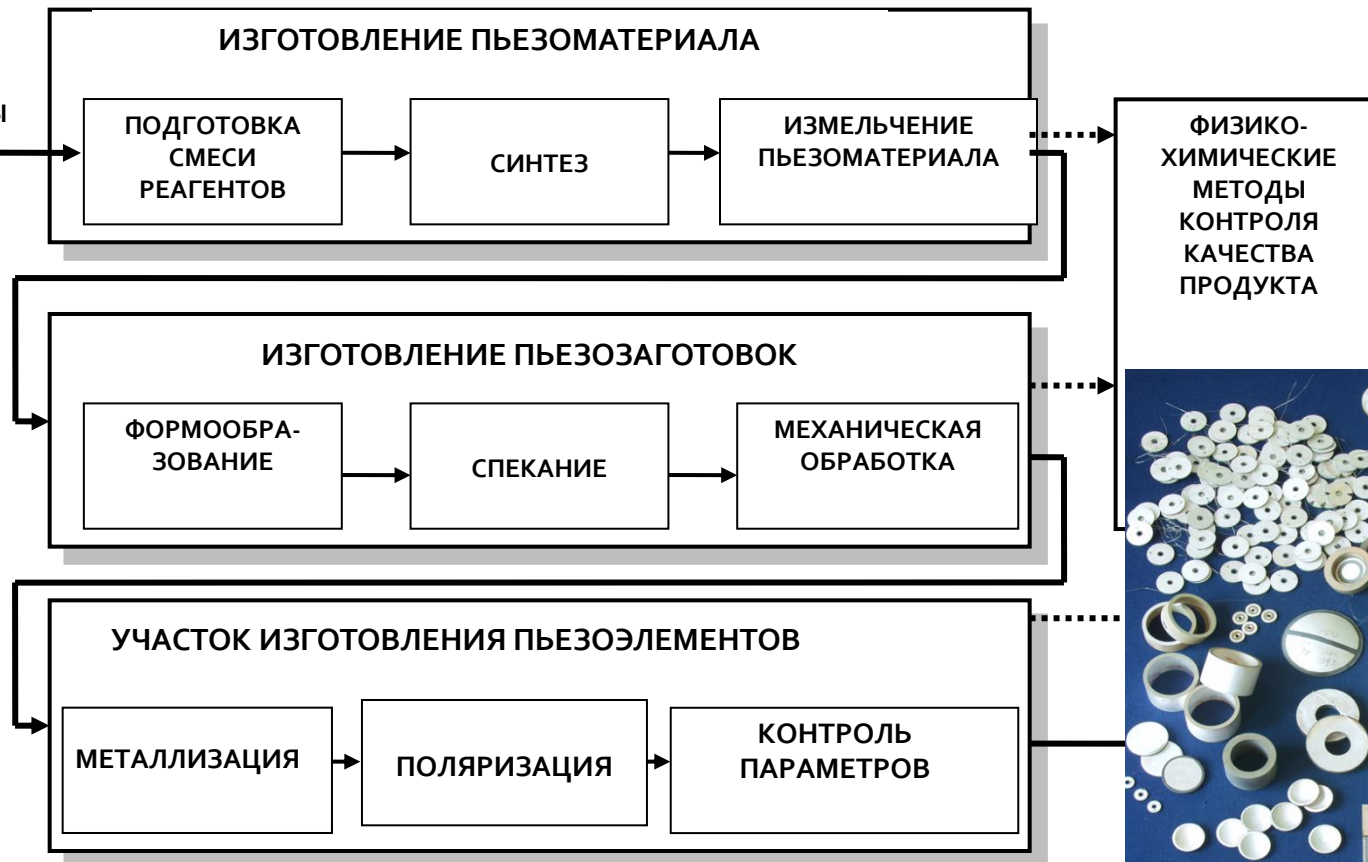 ИЗГОТОВЛЕНИЕ ПЬЕЗОМАТЕРИАЛА
Ы
ПОДГОТОВКА
СМЕСИ
РЕАГЕНТОВ
СИНТЕЗ
ИЗМЕЛЬЧЕНИЕ
ПЬЕЗОМАТЕРИАЛА
ФИЗИКО-
ХИМИЧЕСКИЕ
МЕТОДЫ
КОНТРОЛЯ
КАЧЕСТВА
ПРОДУКТА
ИЗГОТОВЛЕНИЕ ПЬЕЗОЗАГОТОВОК
ФОРМООБРА-
ЗОВАНИЕ
СПЕКАНИЕ
МЕХАНИЧЕСКАЯ
ОБРАБОТКА
УЧАСТОК ИЗГОТОВЛЕНИЯ ПЬЕЗОЭЛЕМЕНТОВ
МЕТАЛЛИЗАЦИЯ
ПОЛЯРИЗАЦИЯ
КОНТРОЛЬ
ПАРАМЕТРОВ